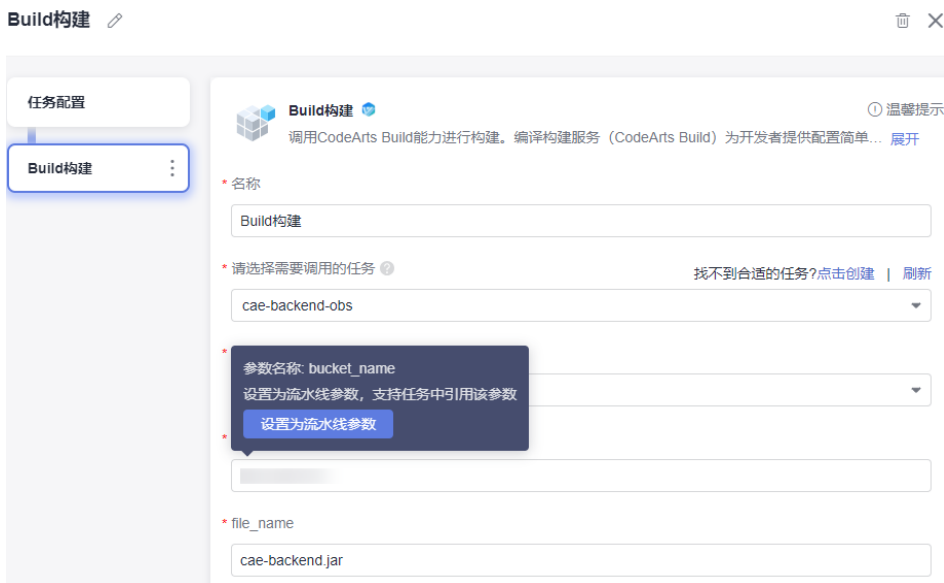 Build构建
任务配置
Build构建
Build构建
温馨提示
调用CodeArts Build能力进行构建。编译构建服务（CodeArts Build）为开发者提供配置简单... 展开
* 名称
Build构建
* 请选择需要调用的任务
找不到合适的任务?点击创建 | 刷新
cae-backend-obs
*
参数名称: bucket_name
设置为流水线参数，支持任务中引用该参数
设置为流水线参数
*
* file_name
cae-backend.jar